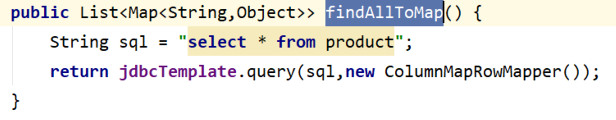 public List<Map<String,Object>> findAllToMap() {
String sql = "select * from product";
return jdbcTemplate.query(sql,new ColumnMapRowMapper());
}